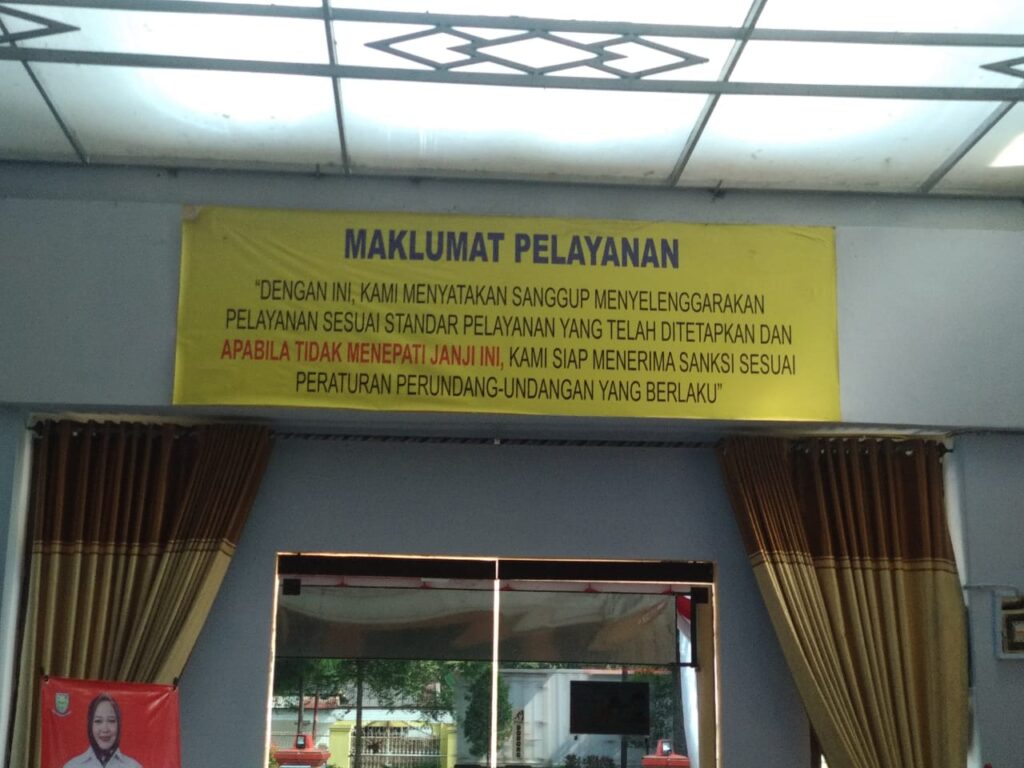 MAKLUMAT PELAYANAN
“DENGAN INI, KAMI MENYATAKAN SANGGUP MENYELENGGARAKAN
PELAYANAN SESUAI STANDAR PELAYANAN YANG TELAH DITETAPKAN DAN
APABILA TIDAK MENEPATI JANJI INI, KAMI SIAP MENERIMA SANKSI SESUAI
PERATURAN PERUNDANG-UNDANGAN YANG BERLAKU”